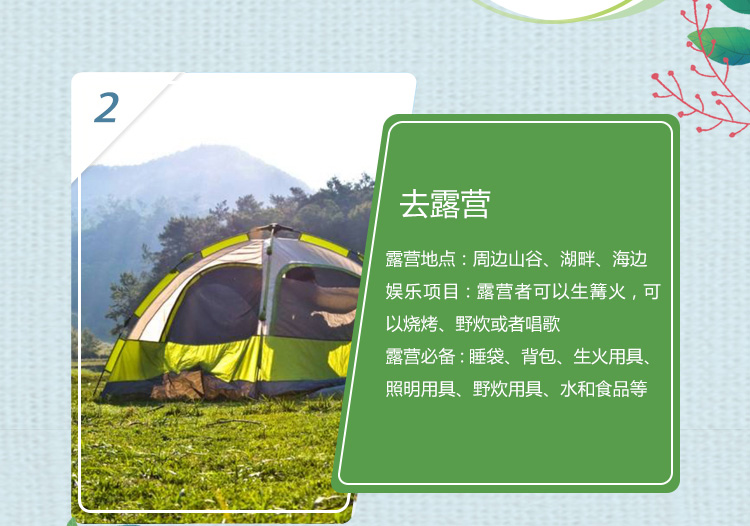 2
去露营
露营地点：周边山谷、湖畔、海边
娱乐项目：露营者可以生篝火，可
以烧烤、野炊或者唱歌
露营必备：睡袋、背包、生火用具、
照明用具、野炊用具、水和食品等